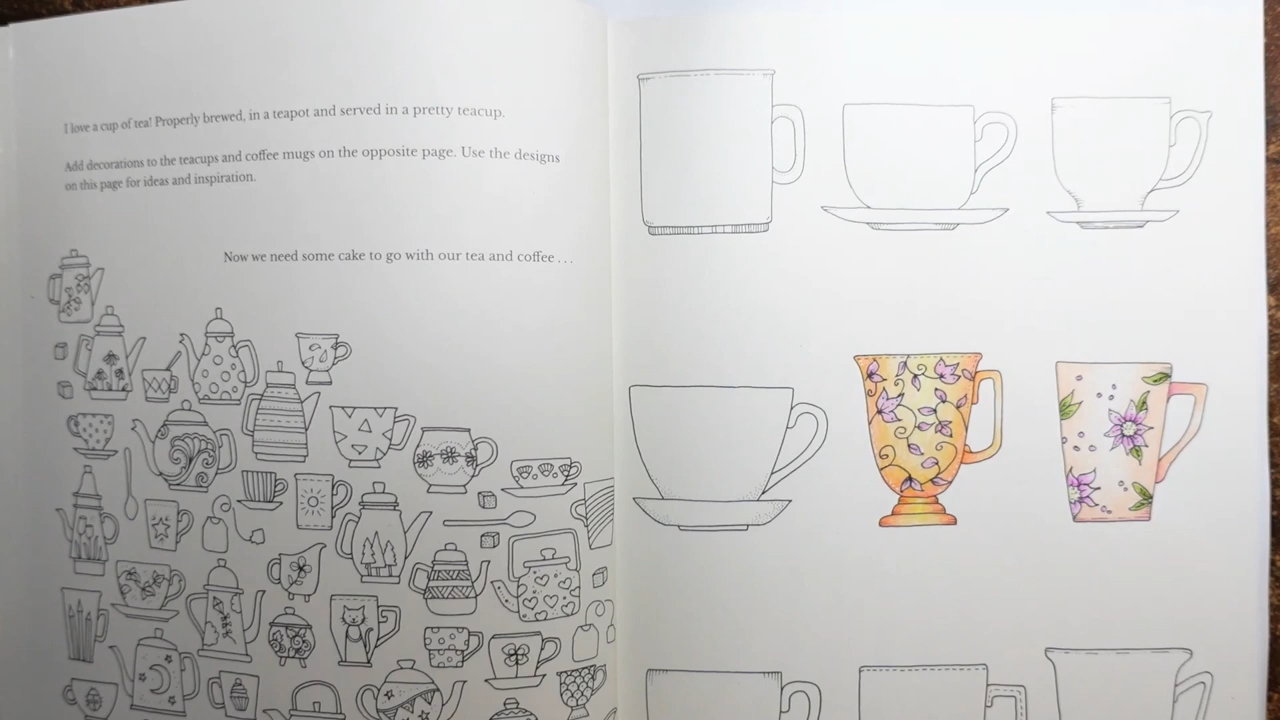 I love a cup of tea! Properly brewed, in a teapot and served in a pretty teacup.
Add decorations to the teacups and coffee mugs on the opposite page. Use the designs
on this page for ideas and inspiration.
Now we need some cake to go with our tea and coffee . . .